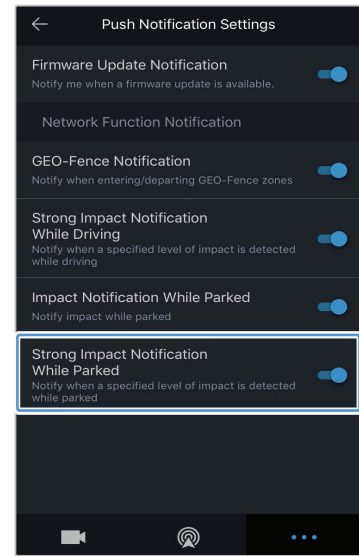 Push Notification Settings
Firmware Update Notification
Notify me when a firmware update is available.
Network Function Notification
GEO-Fence Notification
Notify when entering/departing GEO-Fence zones
Strong Impact Notification
While Driving
Notify when a specified level of impact is detected
while driving
Impact Notification While Parked
Notify impact while parked
Strong Impact Notification
While Parked
Notify when a specified level of impact is detected
while parked